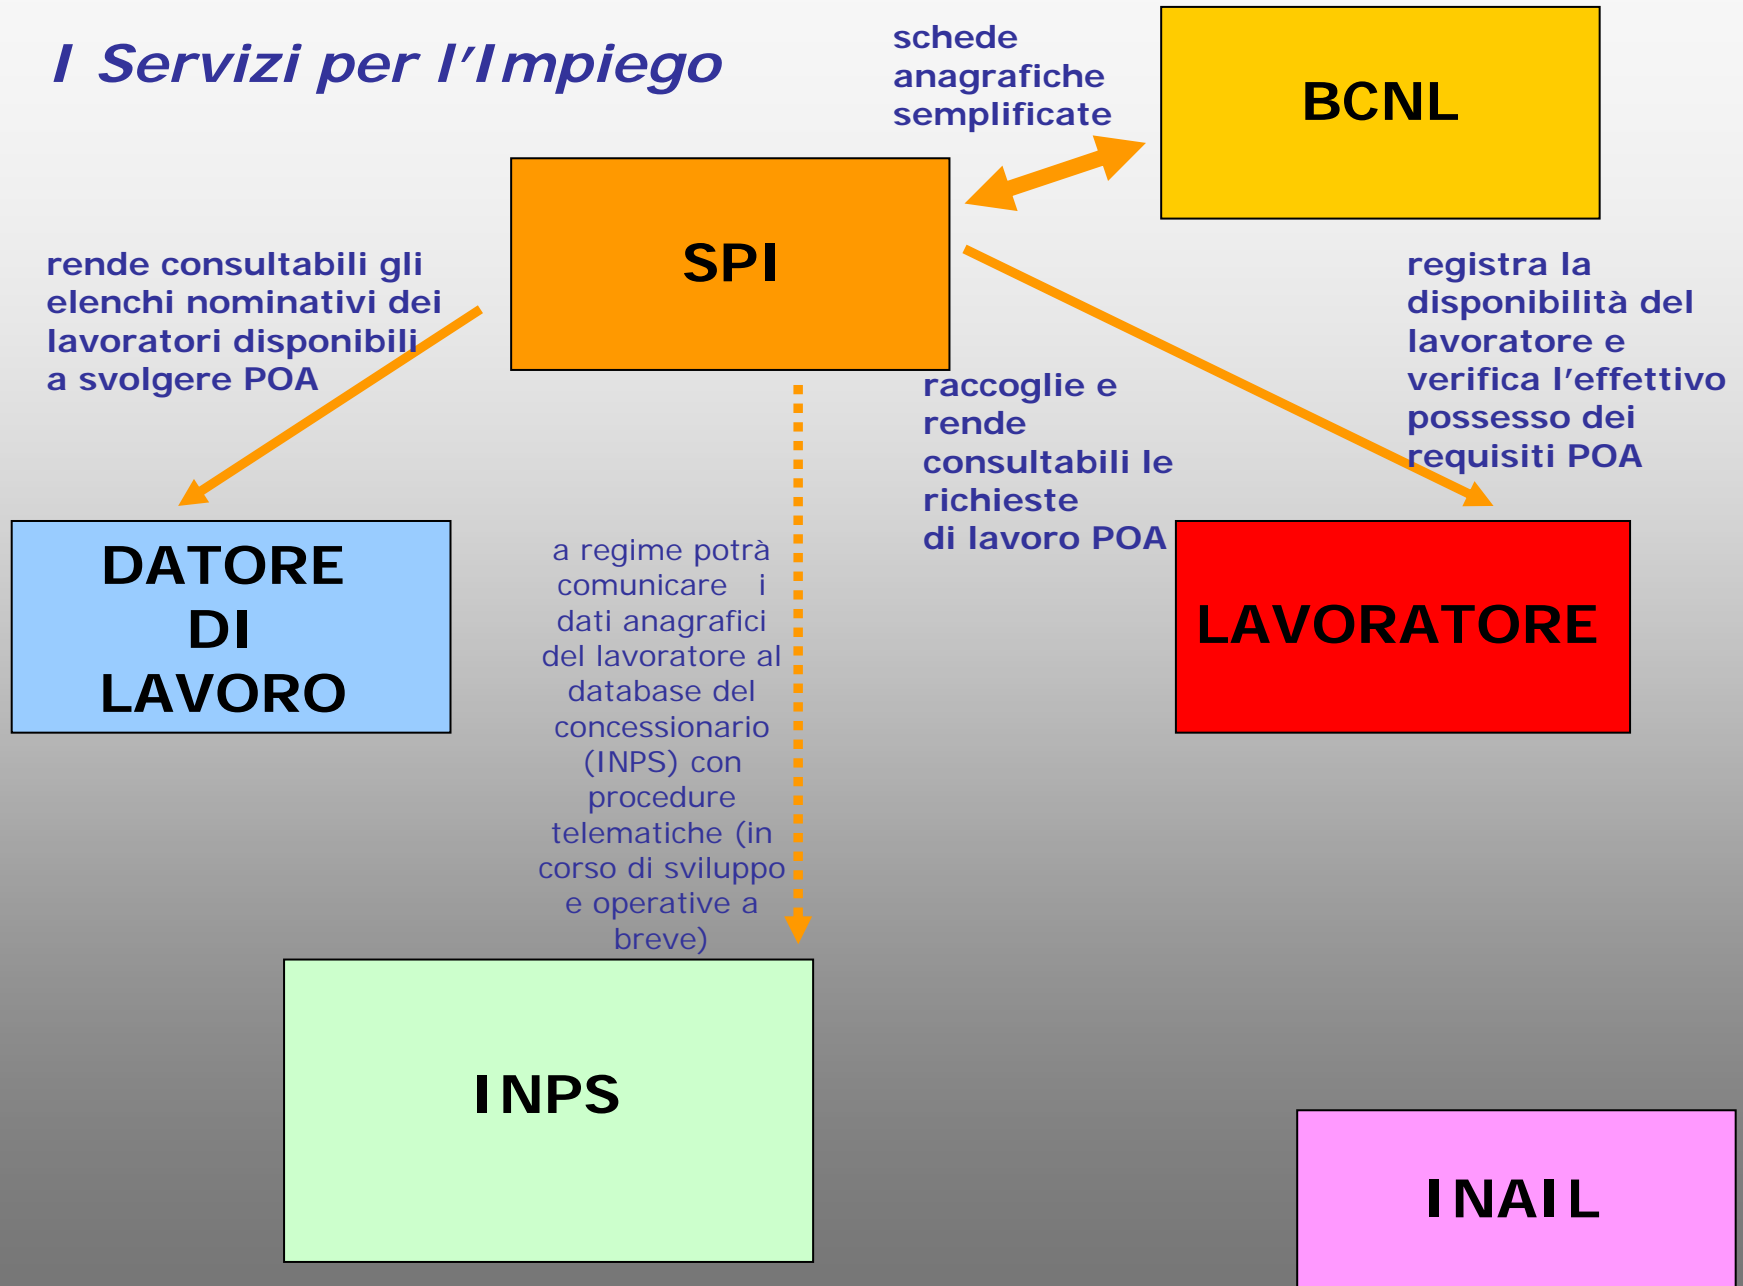 I Servizi per l'Impiego
schede
anagrafiche
semplificate
BCNL
SPI
rende consultabili gli
elenchi nominativi dei
lavoratori disponibili
a svolgere POA
registra la
disponibilità del
lavoratore e
verifica l'effettivo
possesso dei
requisiti POA
raccoglie e
rende
consultabili le
richieste
di lavoro POA
DATORE
DI
LAVORO
a regime potrà
comunicare i
dati anagrafici
del lavoratore al
database del
concessionario
(INPS) con
procedure
telematiche (in
corso di sviluppo
e operative a
breve)
LAVORATORE
INPS
INAIL